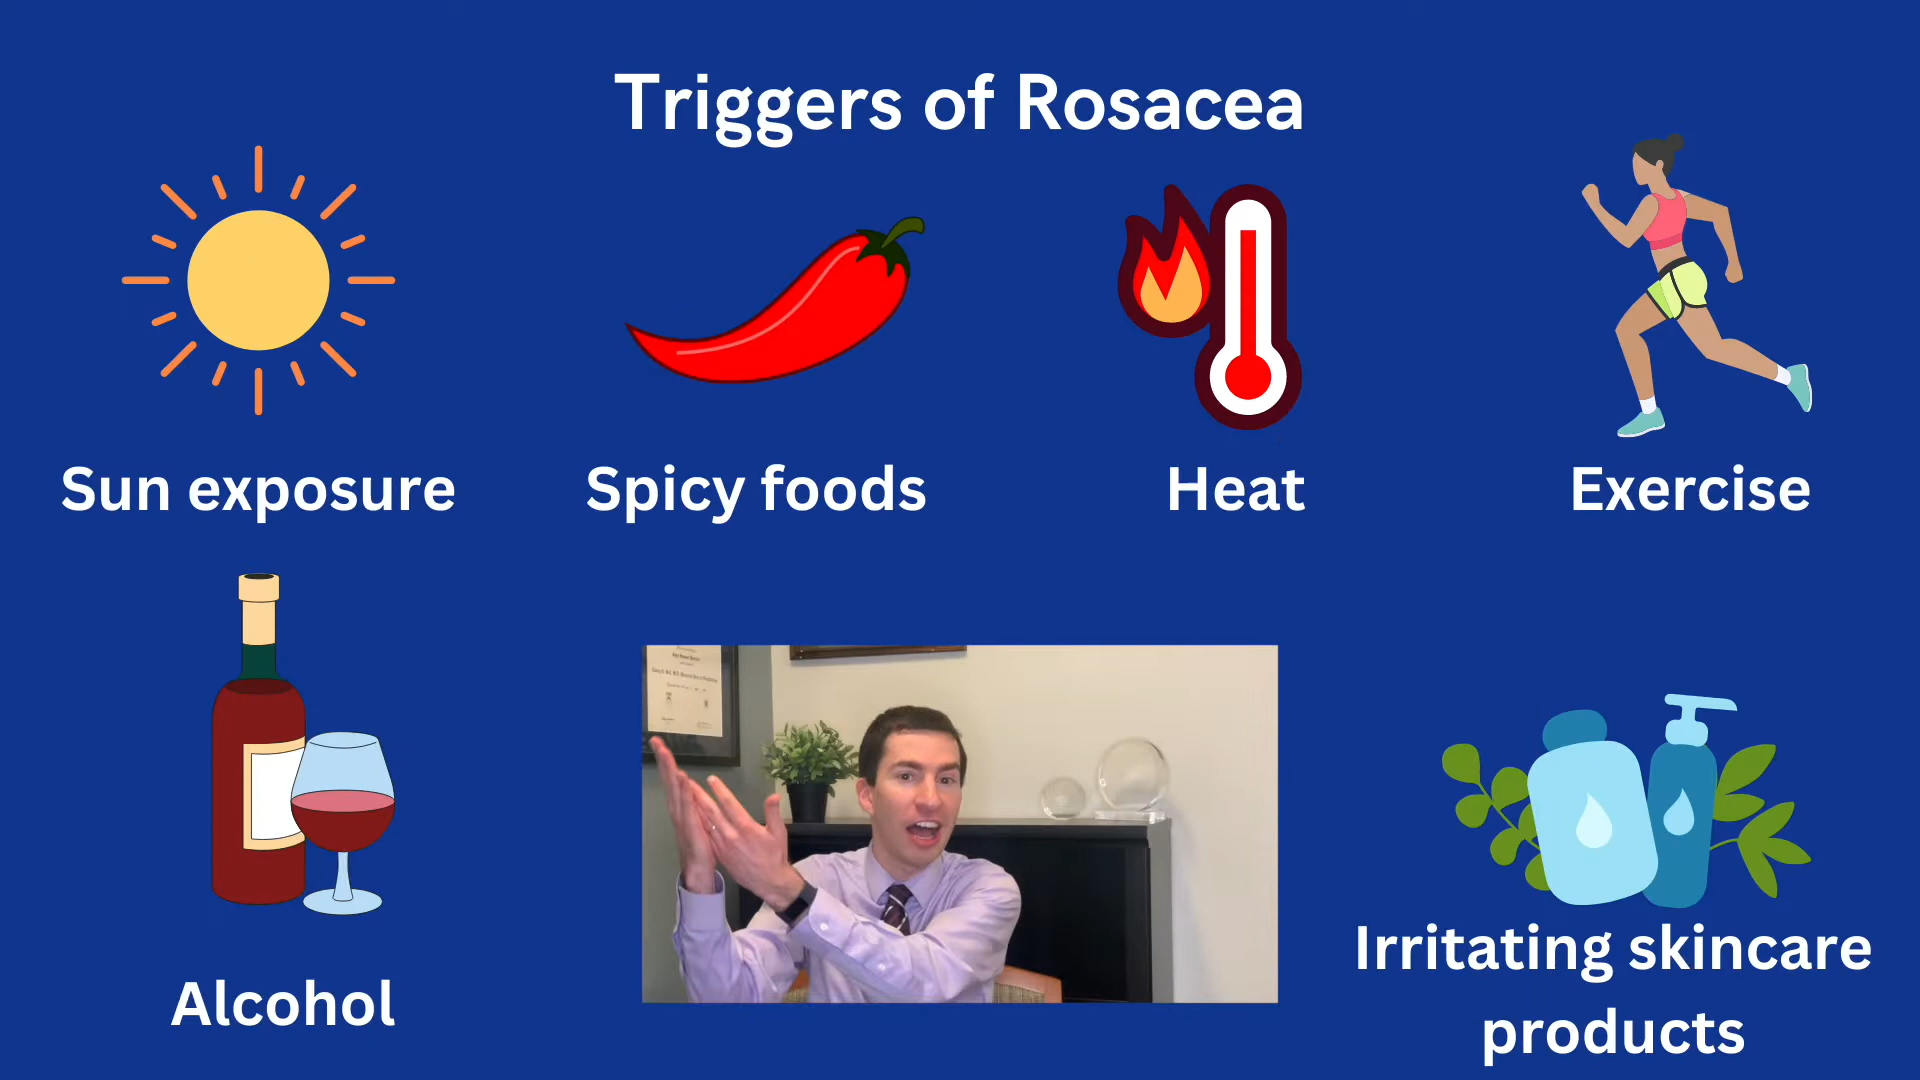 Triggers of Rosacea
Sun exposure
Spicy foods
Heat
Exercise
Alcohol
Irritating skincare
products